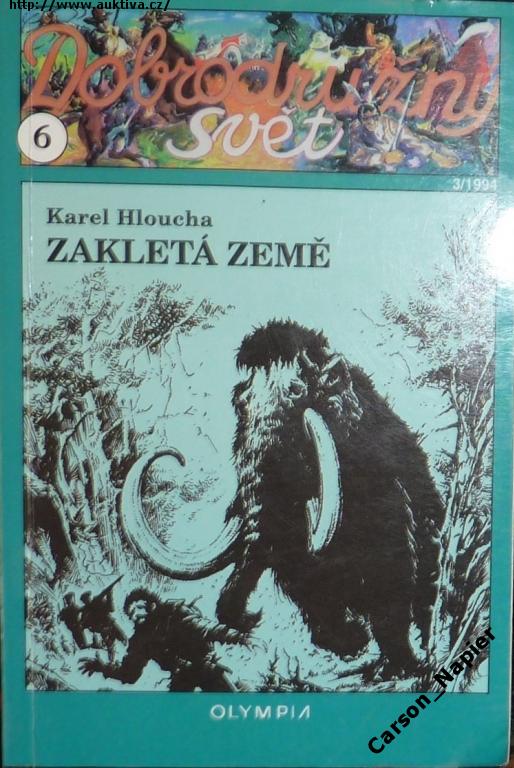 http://www.auktiva.cz/
Dobrodružný
svět
6
3/1994
Karel Hloucha
ZAKLETÁ ZEMĚ
OLYMPIA
Carson_Napier